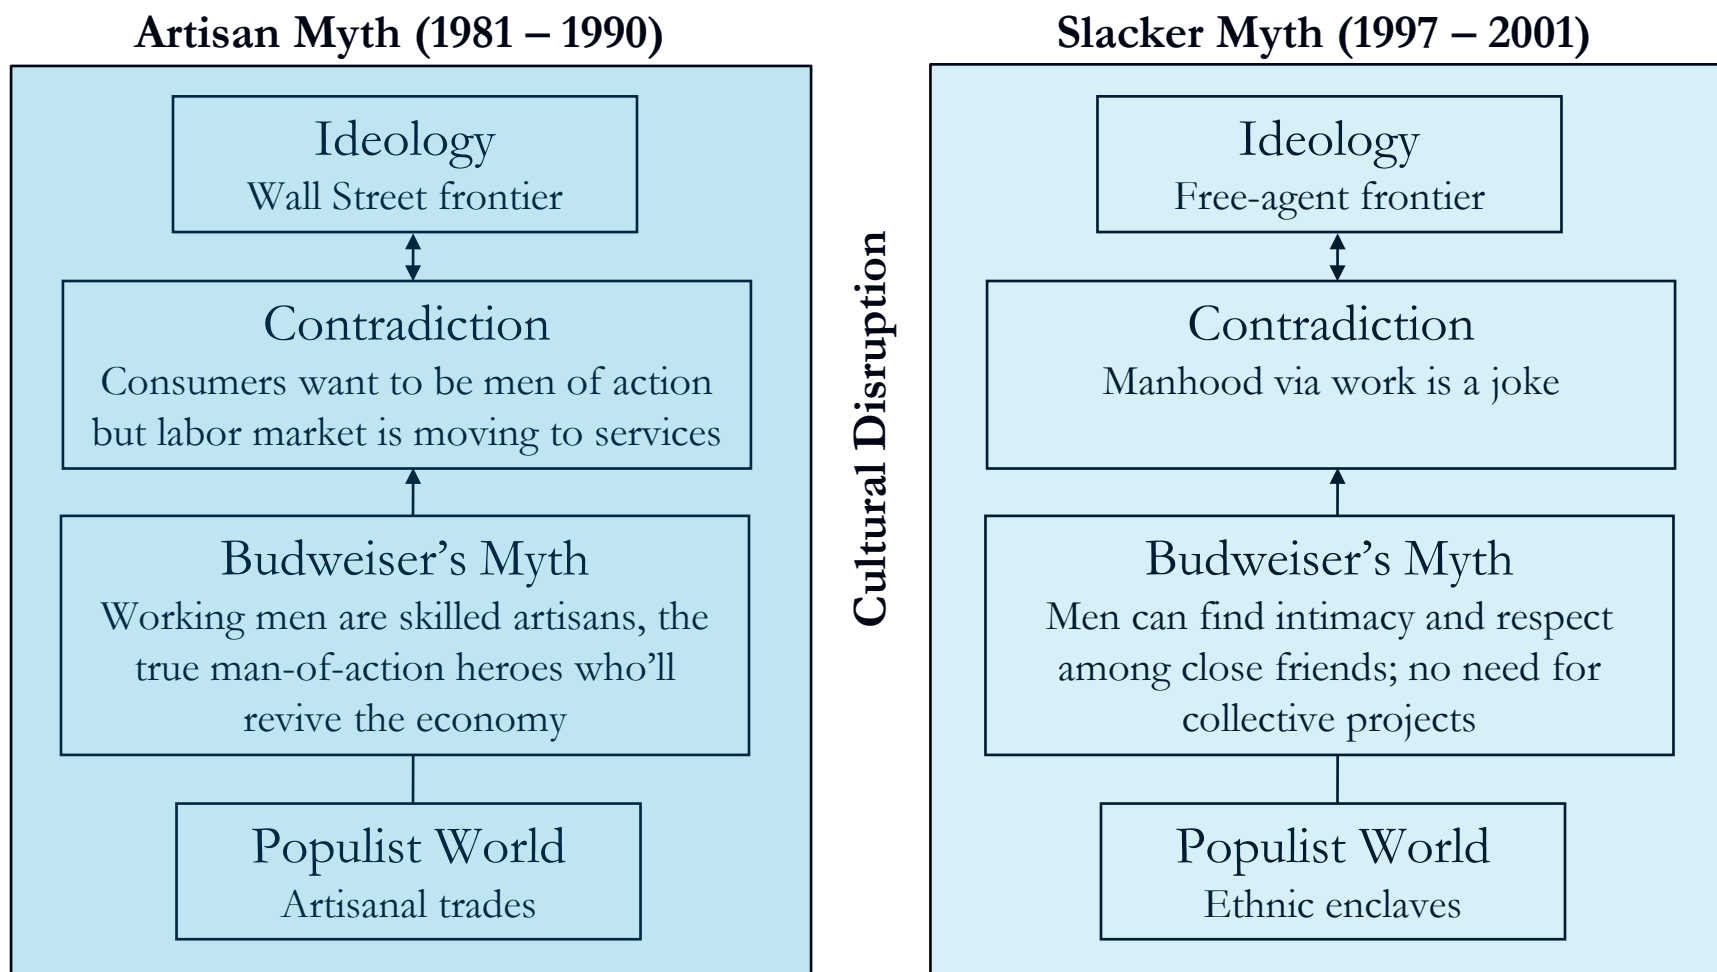 Artisan Myth (1981 – 1990)
Ideology
Wall Street frontier
Contradiction
Consumers want to be men of action
but labor market is moving to services
Budweiser’s Myth
Working men are skilled artisans, the
true man-of-action heroes who’ll
revive the economy
Populist World
Artisanal trades
Cultural Disruption
Slacker Myth (1997 – 2001)
Ideology
Free-agent frontier
Contradiction
Manhood via work is a joke
Budweiser’s Myth
Men can find intimacy and respect
among close friends; no need for
collective projects
Populist World
Ethnic enclaves